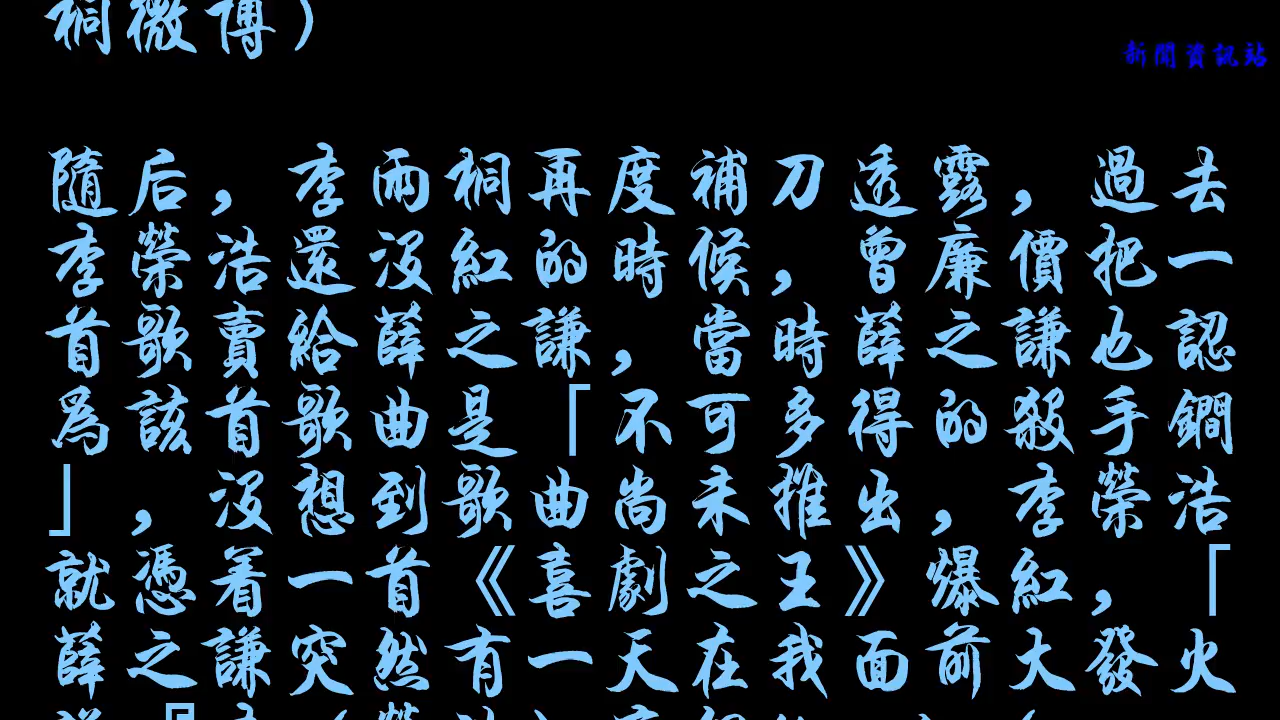 桐微博）
新聞資訊站
隨后，李雨桐再度補刀透露，過去
李榮浩還沒紅的時候，曾廉價把一
首歌賣給薛之謙，當時薛之謙也認
為該首歌曲是「不可多得的殺手鐧
」，沒想到歌曲尚未推出，李榮浩
就憑着一首《喜劇之王》爆紅，「
薛之謙突然有一天在我面前大發火